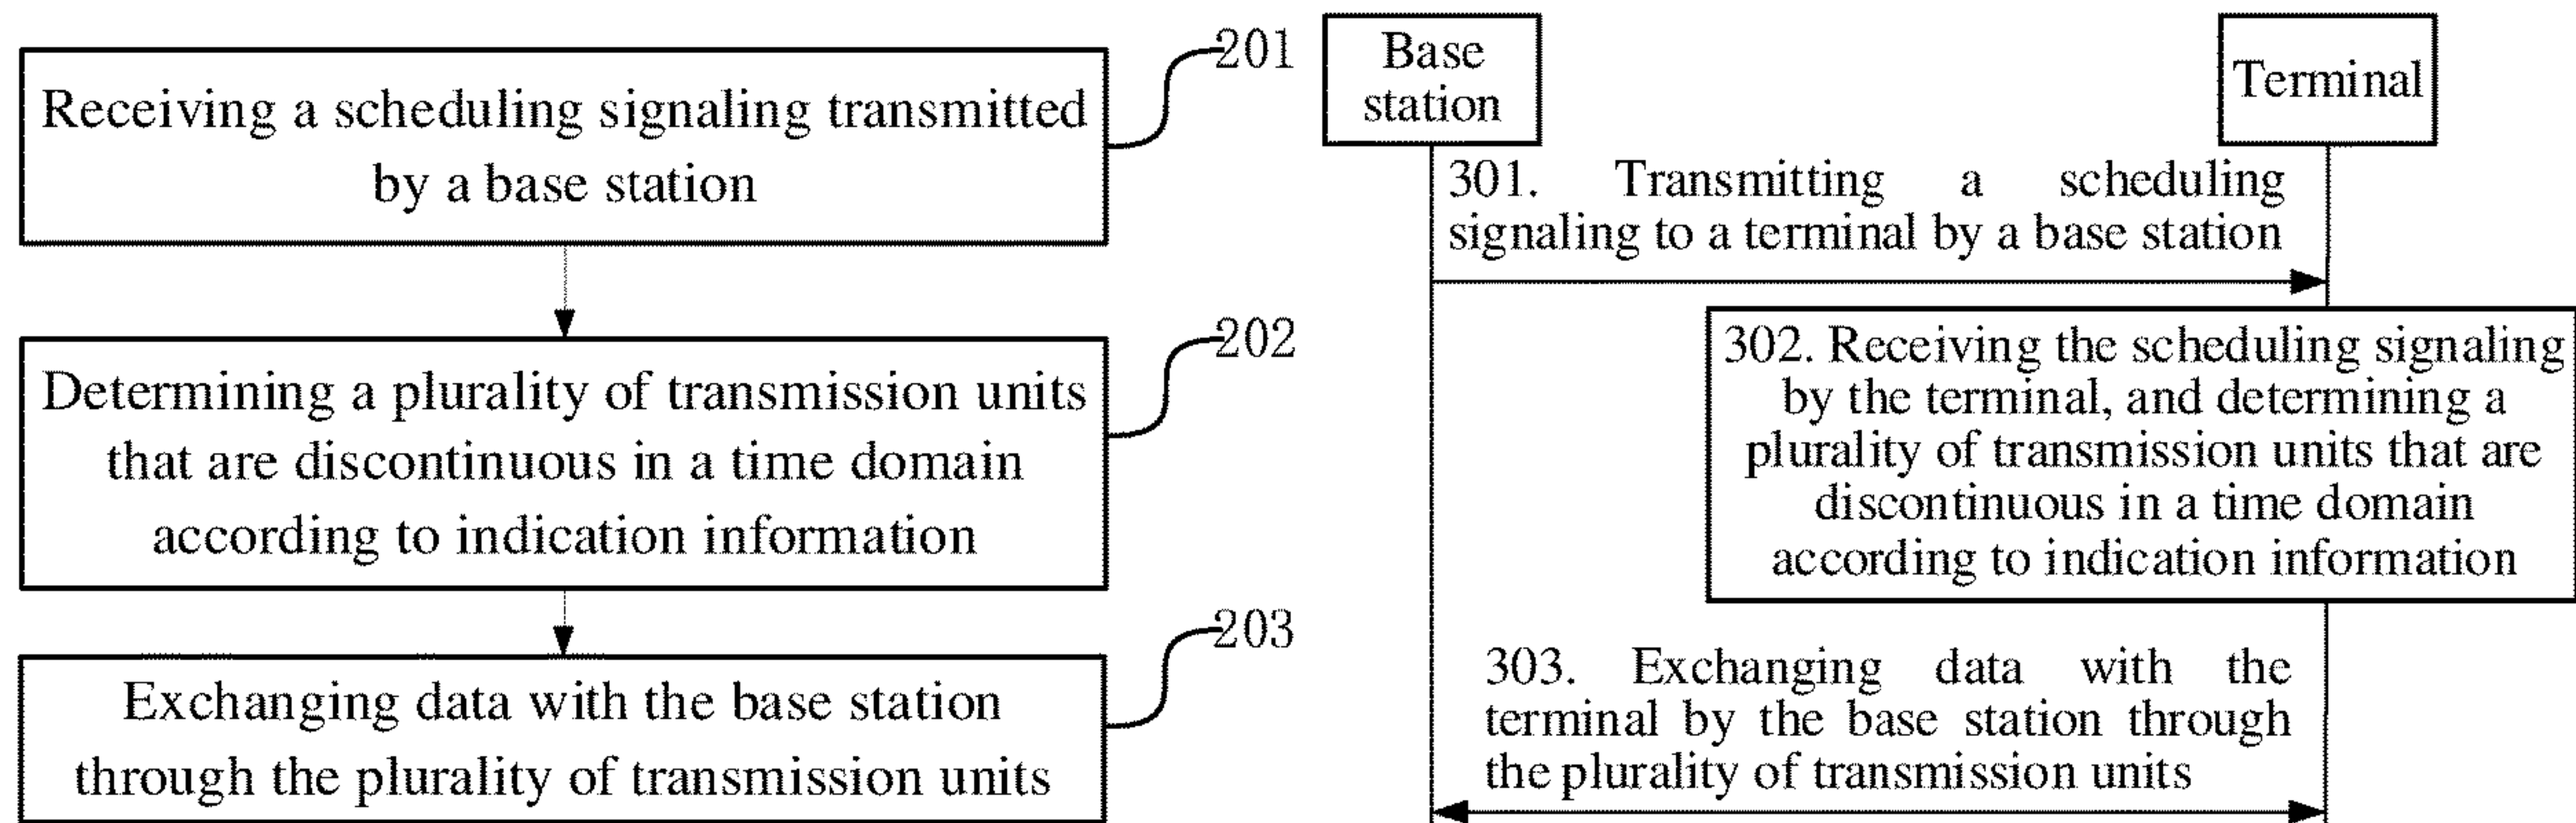 201
Receiving a scheduling signaling transmitted
by a base station
202
Determining a plurality of transmission units
that are discontinuous in a time domain
according to indication information
203
Exchanging data with the base station
through the plurality of transmission units
Base
station
Terminal
301. Transmitting a scheduling
signaling to a terminal by a base station
302. Receiving the scheduling signaling
by the terminal, and determining a
plurality of transmission units that are
discontinuous in a time domain
according to indication information
303. Exchanging data with the
terminal by the base station through
the plurality of transmission units